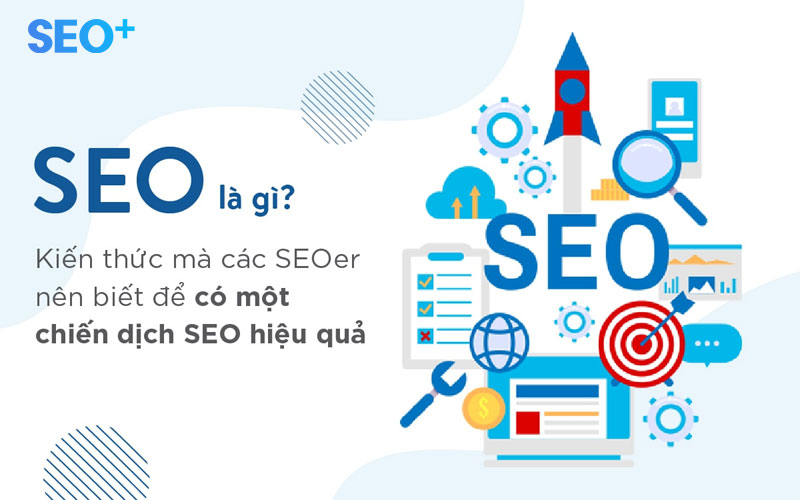 SEO+
SEO là gì?
Kiến thức mà các SEOer
nên biết để có một
chiến dịch SEO hiệu quả
SEO
$